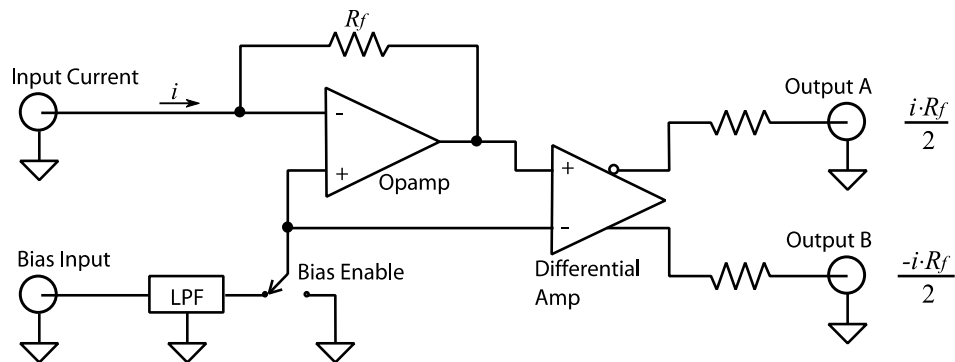 Rf
Input Current
i
Output A
i·Rf
2
-
+
Opamp
+
-
Bias Input
LPF
Bias Enable
Differential
Amp
Output B
-i·Rf
2